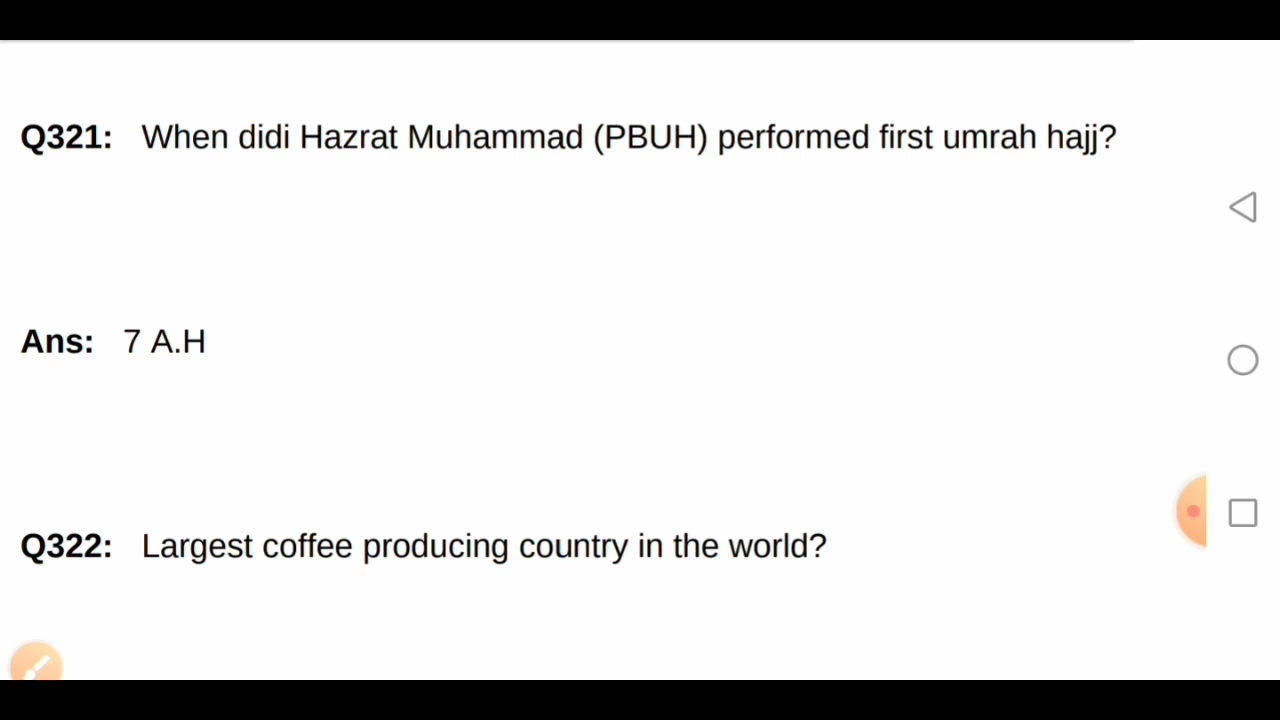 Q321: When didi Hazrat Muhammad (PBUH) performed first umrah hajj?
Ans: 7 A.H
Q322: Largest coffee producing country in the world?